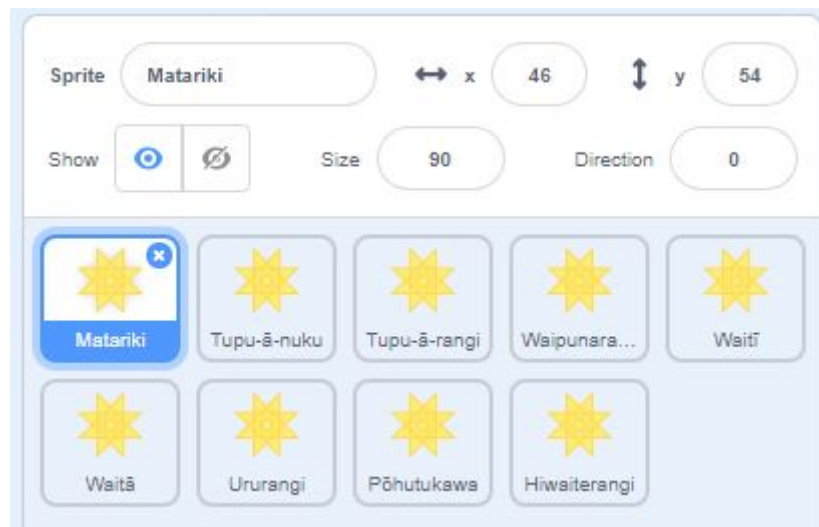 Sprite Matariki x 46 y 54
Show Size 90 Direction 0
Matariki Tupu-ā-nuku Tupu-ā-rangi Waipunara... Waitī
Waitā Ururangi Pōhutukawa Hiwaiterangi